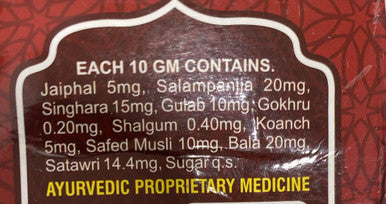 EACH 10 GM CONTAINS.
Jaiphal 5mg, Salampanjja 20mg,
Singhara 15mg, Gulab 10mg, Gokhru
0.20mg, Shalgum 0.40mg, Koanch
5mg, Safed Musli 10mg, Bala 20mg,
Satawri 14.4mg, Sugar q.s.
AYURVEDIC PROPRIETARY MEDICINE